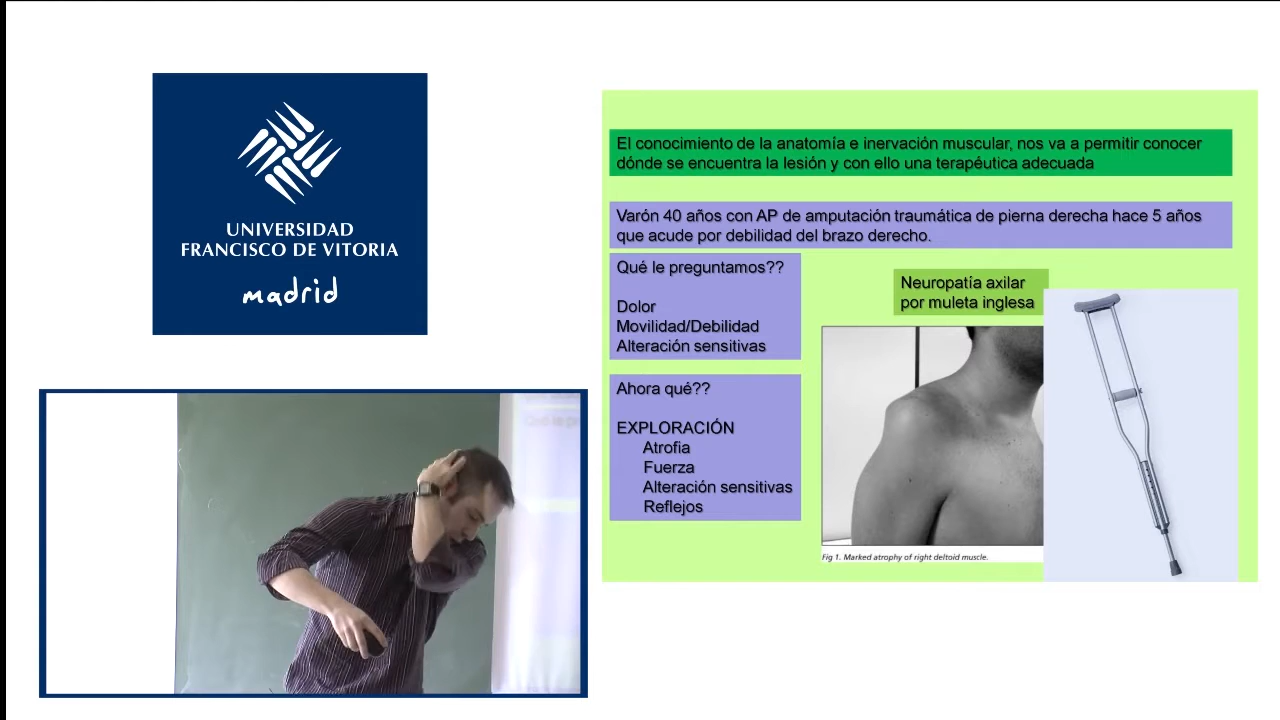 UNIVERSIDAD
FRANCISCO DE VITORIA
madrid
El conocimiento de la anatomía e inervación muscular, nos va a permitir conocer
dónde se encuentra la lesión y con ello una terapéutica adecuada
Varón 40 años con AP de amputación traumática de pierna derecha hace 5 años
que acude por debilidad del brazo derecho.
Qué le preguntamos??
Dolor
Movilidad/Debilidad
Alteración sensitivas
Ahora qué??
EXPLORACIÓN
Atrofia
Fuerza
Alteración sensitivas
Reflejos
Neuropatía axilar
por muleta inglesa
Fig 1. Marked atrophy of right deltoid muscle.